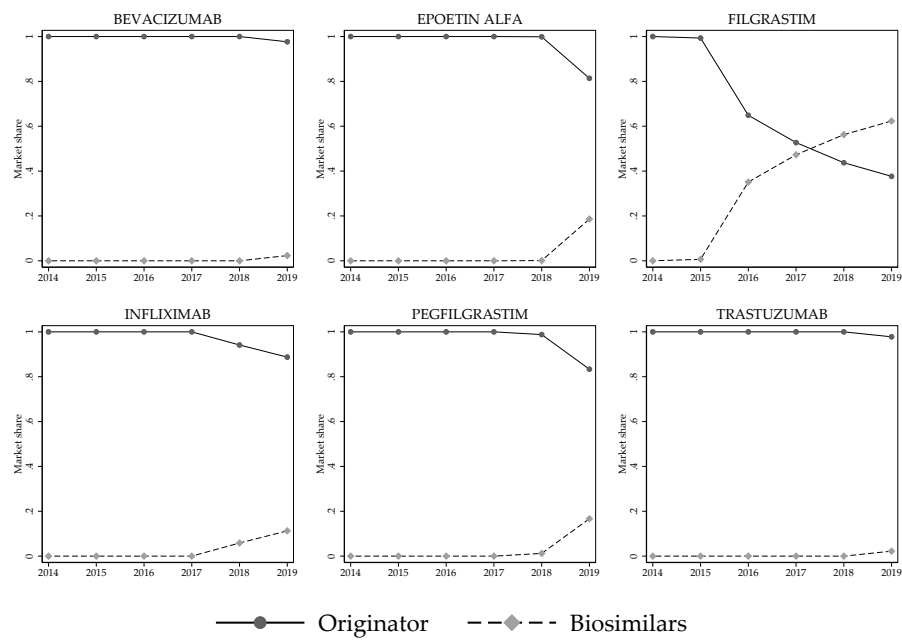 BEVACIZUMAB
Market share
0 .2 .4 .6 .8 1
2014 2015 2016 2017 2018 2019
EPOETIN ALFA
Market share
0 .2 .4 .6 .8 1
2014 2015 2016 2017 2018 2019
FILGRASTIM
Market share
0 .2 .4 .6 .8 1
2014 2015 2016 2017 2018 2019
INFLIXIMAB
Market share
0 .2 .4 .6 .8 1
2014 2015 2016 2017 2018 2019
PEGFILGRASTIM
Market share
0 .2 .4 .6 .8 1
2014 2015 2016 2017 2018 2019
TRASTUZUMAB
Market share
0 .2 .4 .6 .8 1
2014 2015 2016 2017 2018 2019
Originator Biosimilars